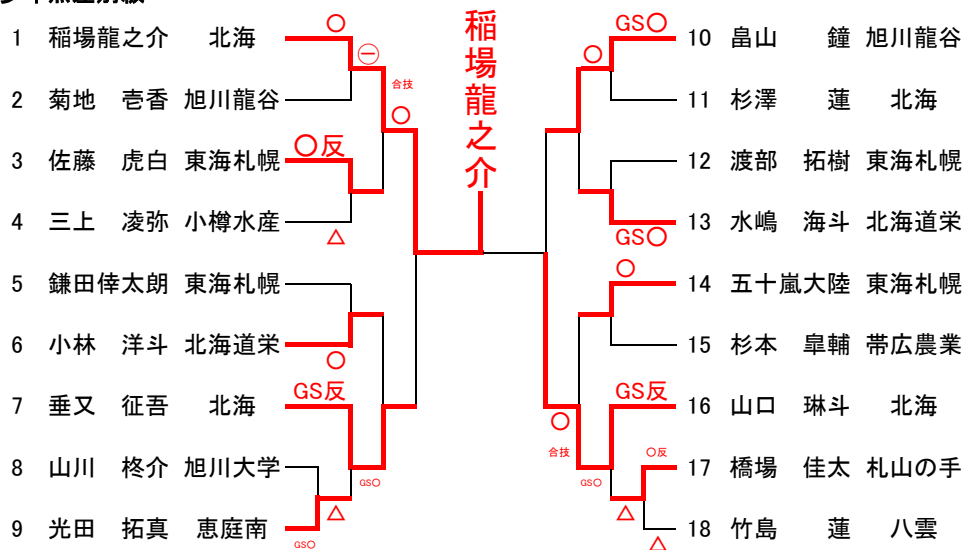 1 稲場龍之介 北海
2 菊地 壱香 旭川龍谷
3 佐藤 虎白 東海札幌
4 三上 凌弥 小樽水産
5 鎌田倖太朗 東海札幌
6 小林 洋斗 北海道栄
7 垂又 征吾 北海
8 山川 柊介 旭川大学
9 光田 拓真 恵庭南
○
㊀
合技
○
○反
△
○
GS反
GS○
△
GS○
稲場龍之介
GS○
○
GS○
○
GS反
○
合技
○反
GS○
△
△
10 畠山 鐘 旭川龍谷
11 杉澤 蓮 北海
12 渡部 拓樹 東海札幌
13 水嶋 海斗 北海道栄
14 五十嵐大陸 東海札幌
15 杉本 皐輔 帯広農業
16 山口 琳斗 北海
17 橋場 佳太 札山の手
18 竹島 蓮 八雲